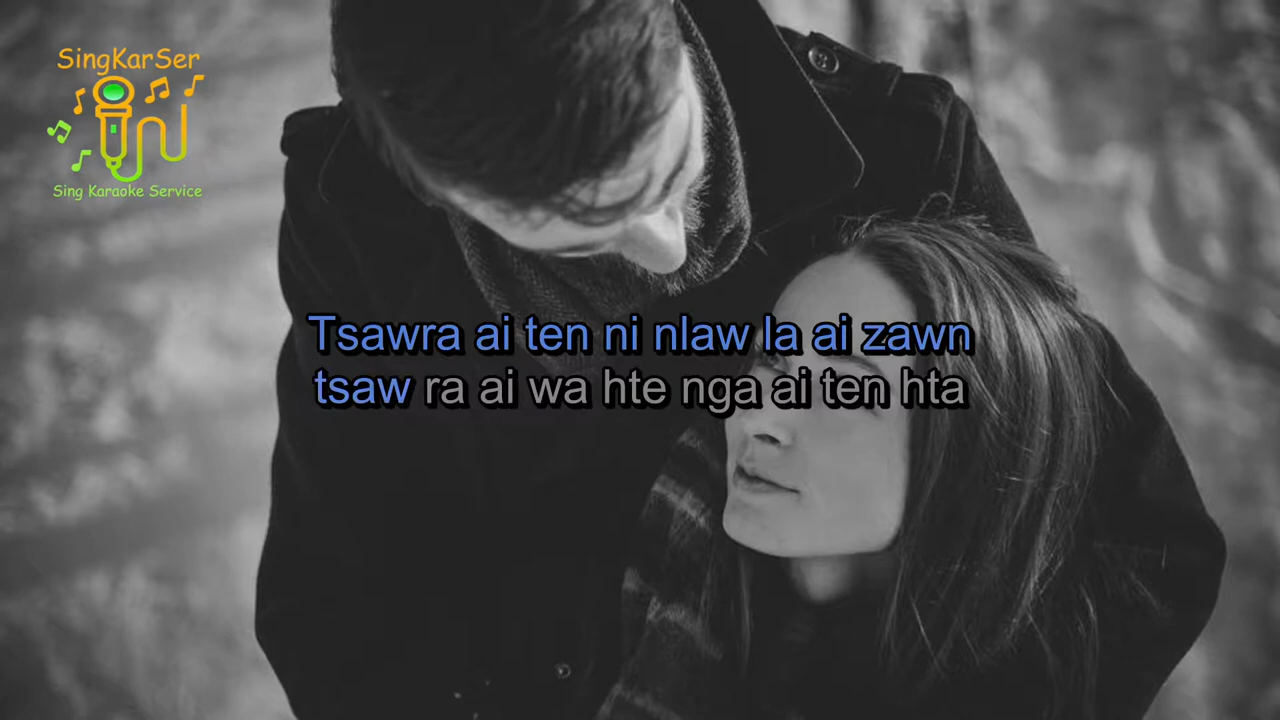 SingKarSer
Sing Karaoke Service
Tsawra ai ten ni nlaw la ai zawn
tsaw ra ai wa hte nga ai ten hta